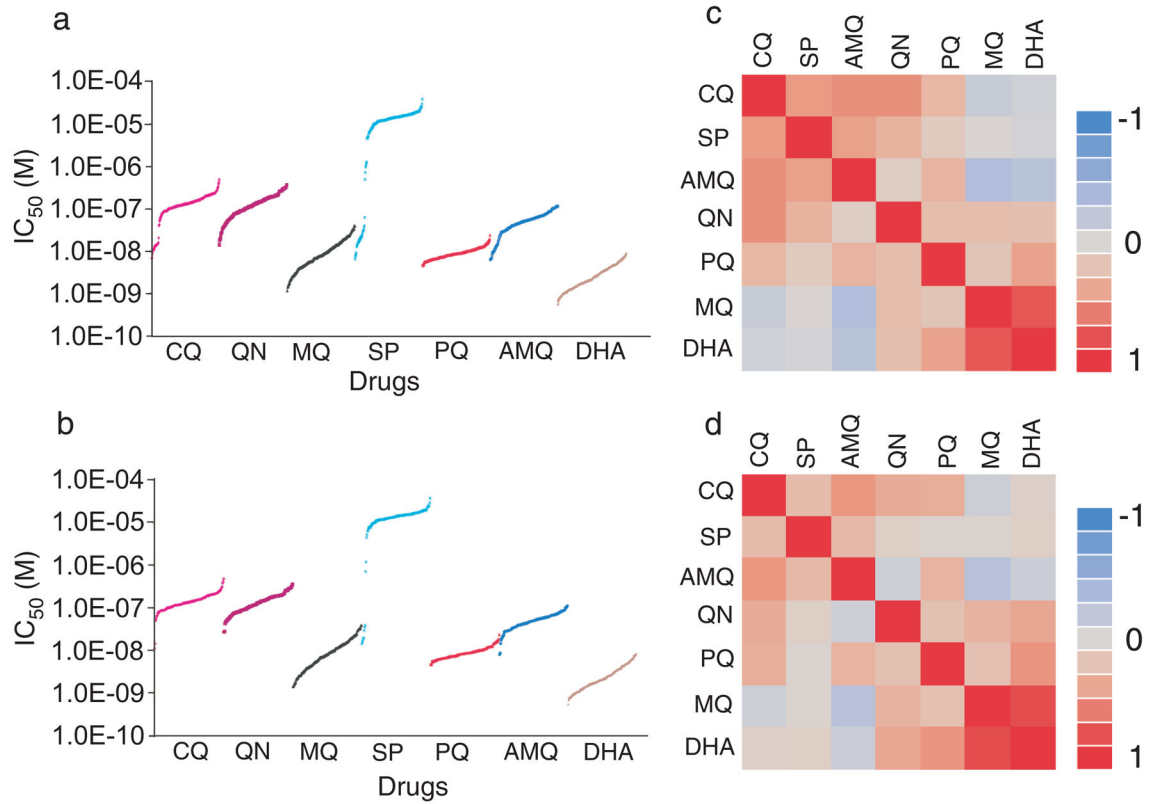 a
1.0E-04
1.0E-05
1.0E-06
1.0E-07
1.0E-08
1.0E-09
1.0E-10
IC50 (M)
CQ QN MQ SP PQ AMQ DHA
Drugs
c
CQ SP AMQ QN PQ MQ DHA
CQ
SP
AMQ
QN
PQ
MQ
DHA
-1
0
1
b
1.0E-04
1.0E-05
1.0E-06
1.0E-07
1.0E-08
1.0E-09
1.0E-10
IC50 (M)
CQ QN MQ SP PQ AMQ DHA
Drugs
d
CQ SP AMQ QN PQ MQ DHA
CQ
SP
AMQ
QN
PQ
MQ
DHA
-1
0
1